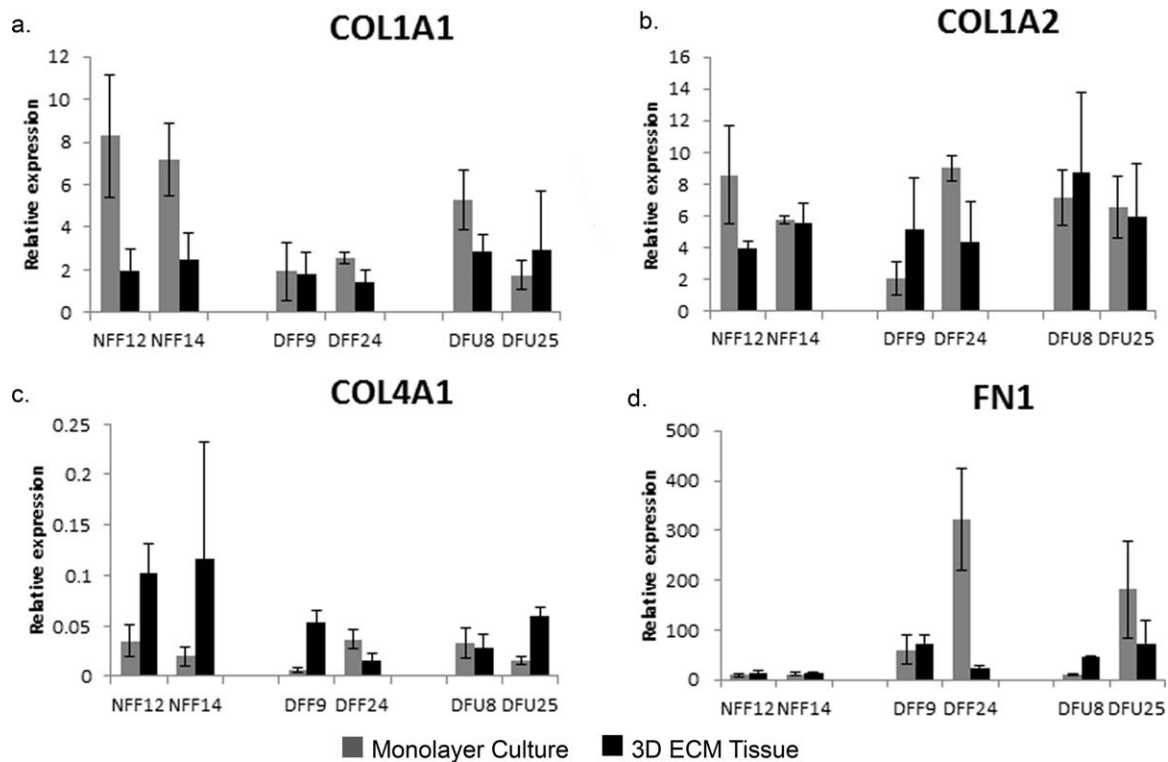 a.
COL1A1
Relative expression
12
10
8
6
4
2
0
NFF12 NFF14 DFF9 DFF24 DFU8 DFU25
b.
COL1A2
Relative expression
16
14
12
10
8
6
4
2
0
NFF12 NFF14 DFF9 DFF24 DFU8 DFU25
c.
COL4A1
Relative expression
0.25
0.2
0.15
0.1
0.05
0
NFF12 NFF14 DFF9 DFF24 DFU8 DFU25
d.
FN1
Relative expression
500
400
300
200
100
0
NFF12 NFF14 DFF9 DFF24 DFU8 DFU25
Monolayer Culture 3D ECM Tissue